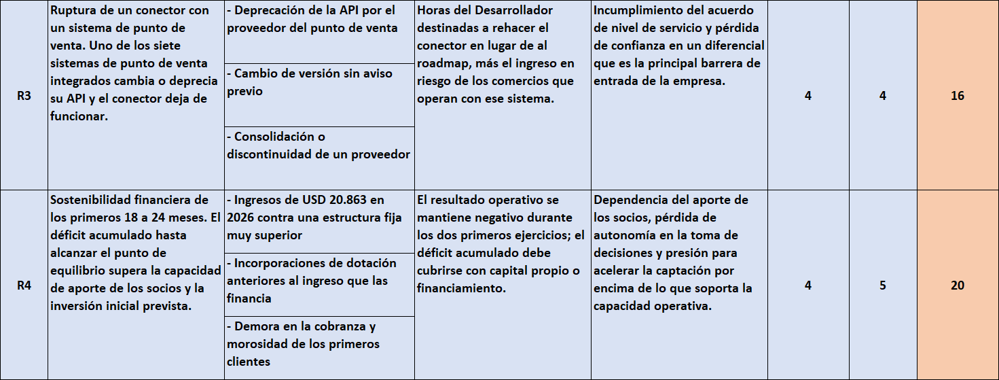 R3
Ruptura de un conector con
un sistema de punto de
venta. Uno de los siete
sistemas de punto de venta
integrados cambia o deprecia
su API y el conector deja de
funcionar.
- Deprecación de la API por el
proveedor del punto de venta
- Cambio de versión sin aviso
previo
- Consolidación o
discontinuidad de un proveedor
Horas del Desarrollador
destinadas a rehacer el
conector en lugar de al
roadmap, más el ingreso en
riesgo de los comercios que
operan con ese sistema.
Incumplimiento del acuerdo
de nivel de servicio y pérdida
de confianza en un diferencial
que es la principal barrera de
entrada de la empresa.
4
4
16
R4
Sostenibilidad financiera de
los primeros 18 a 24 meses. El
déficit acumulado hasta
alcanzar el punto de
equilibrio supera la capacidad
de aporte de los socios y la
inversión inicial prevista.
- Ingresos de USD 20.863 en
2026 contra una estructura fija
muy superior
- Incorporaciones de dotación
anteriores al ingreso que las
financia
- Demora en la cobranza y
morosidad de los primeros
clientes
El resultado operativo se
mantiene negativo durante
los dos primeros ejercicios; el
déficit acumulado debe
cubrirse con capital propio o
financiamiento.
Dependencia del aporte de
los socios, pérdida de
autonomía en la toma de
decisiones y presión para
acelerar la captación por
encima de lo que soporta la
capacidad operativa.
4
5
20